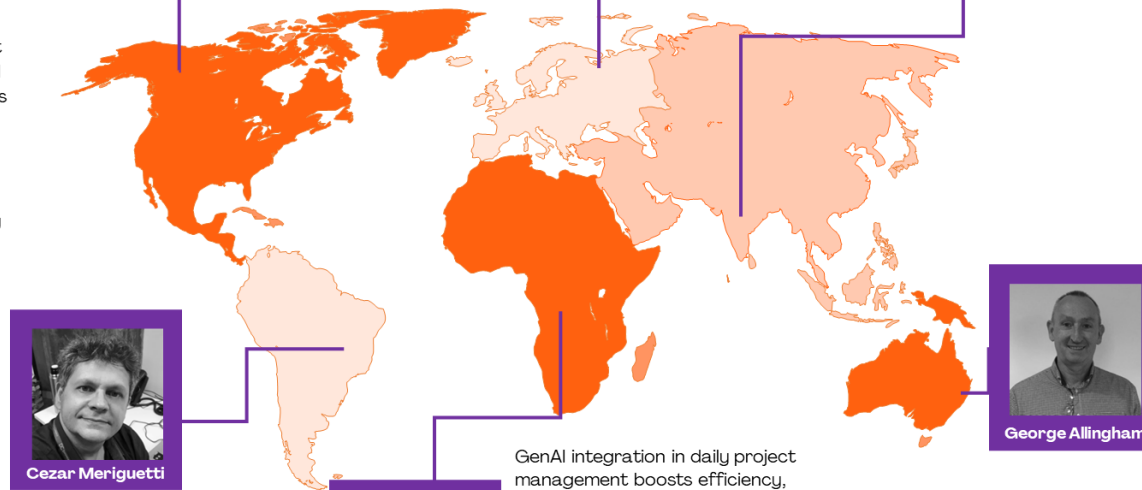 Cezar Meriguetti
GenAI integration in daily project
management boosts efficiency,
George Allingham